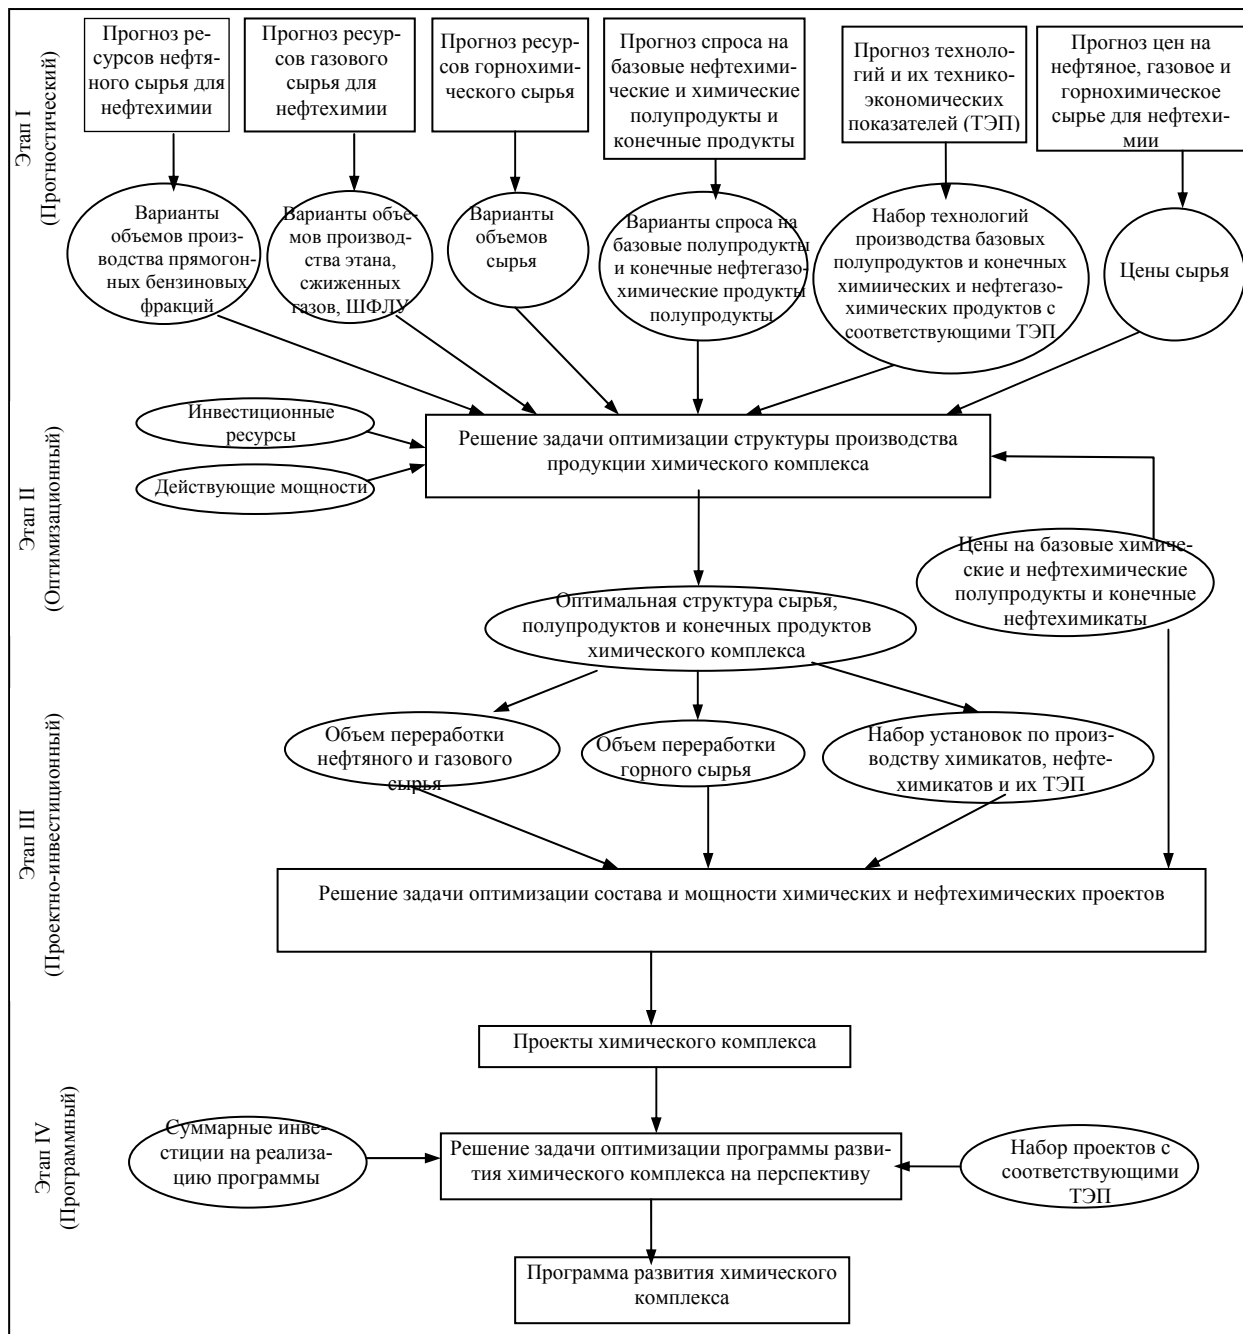 Этап I
(Прогностический)
Прогноз ре-
сурсов нефтя-
ного сырья для
нефтехимии
Прогноз ресур-
сов газового
сырья для
нефтехимии
Прогноз ресур-
сов горнохими-
ческого сырья
Прогноз спроса на
базовые нефтехими-
ческие и химические
полупродукты и
конечные продукты
Прогноз техноло-
гий и их технико-
экономических
показателей (ТЭП)
Прогноз цен на
нефтяное, газовое и
горнохимическое
сырье для нефтехи-
мии
Варианты
объемов произ-
водства прямогон-
ных бензиновых
фракций
Варианты объе-
мов производ-
ства этана,
сжиженных
газов, ШФЛУ
Варианты
объемов
сырья
Варианты спроса на
базовые полупродукты
и конечные нефтегазо-
химические продукты
полупродукты
Набор технологий
производства базовых
полупродуктов и конечных
химиических и нефтегазо-
химических продуктов с
соответствующими ТЭП
Цены сырья
Этап II
(Оптимизационный)
Инвестиционные
ресурсы
Действующие мощности
Решение задачи оптимизации структуры производства
продукции химического комплекса
Цены на базовые химиче-
ские и нефтехимические
полупродукты и конечные
нефтехимикаты
Оптимальная структура сырья,
полупродуктов и конечных продуктов
химического комплекса
Этап III
(Проектно-инвестиционный)
Объем переработки
нефтяного и газового
сырья
Объем переработки
горного сырья
Набор установок по произ-
водству химикатов, нефте-
химикатов и их ТЭП
Решение задачи оптимизации состава и мощности химических и нефтехимических проектов
Проекты химического комплекса
Этап IV
(Программный)
Суммарные инве-
стиции на реализа-
цию программы
Решение задачи оптимизации программы разви-
тия химического комплекса на перспективу
Набор проектов с
соответствующими
ТЭП
Программа развития химического
комплекса